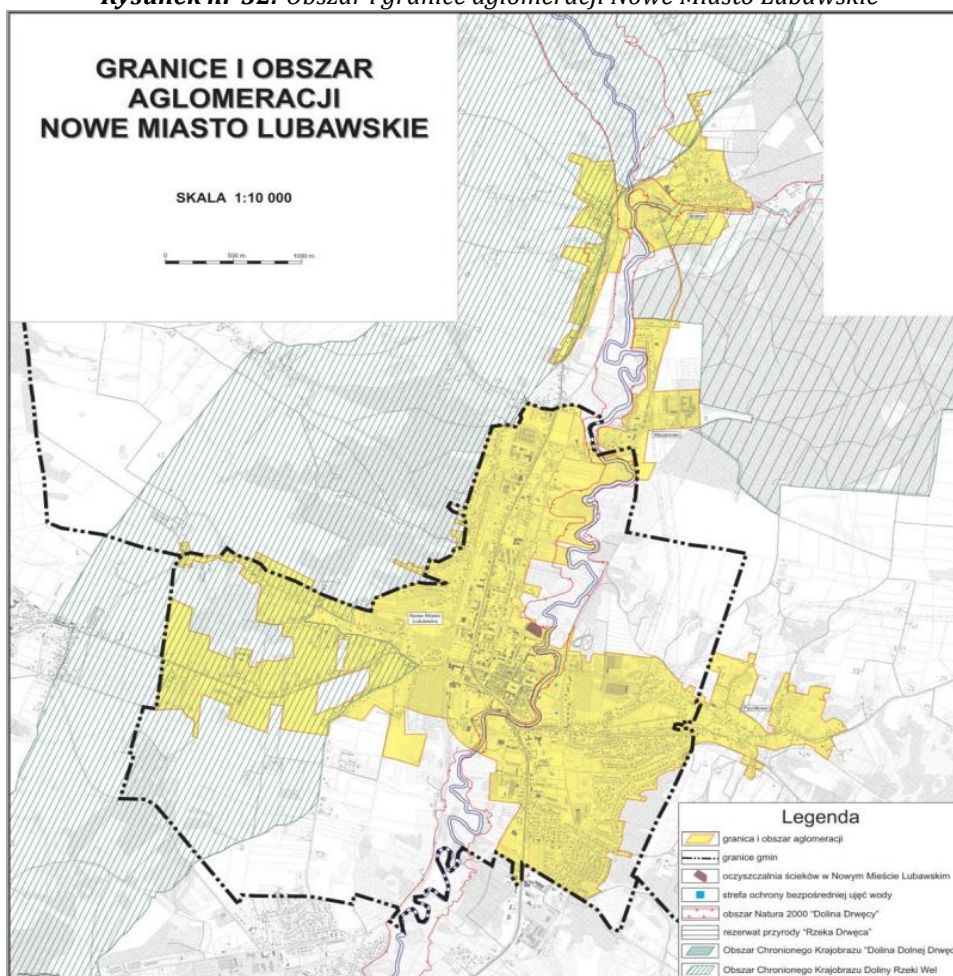 Rysunek nr 32: Obszar i granice aglomeracji Nowe Miasto Lubawskie
GRANICE I OBSZAR
AGLOMERACJI
NOWE MIASTO LUBAWSKIE
SKALA 1:10 000
0 500 m. 1000 m.
Bratian
Nowe Miasto
Lubawskie
Pacółtowo
Legenda
granica i obszar aglomeracji
granice gmin
oczyszczalnia ścieków w Nowym Mieście Lubawskim
strefa ochrony bezpośredniej ujęć wody
obszar Natura 2000 "Dolina Drwęcy"
rezerwat przyrody "Rzeka Drwęca"
Obszar Chronionego Krajobrazu "Dolina Dolnej Drwęc
Obszar Chronionego Krajobrazu Doliny Rzeki Wel